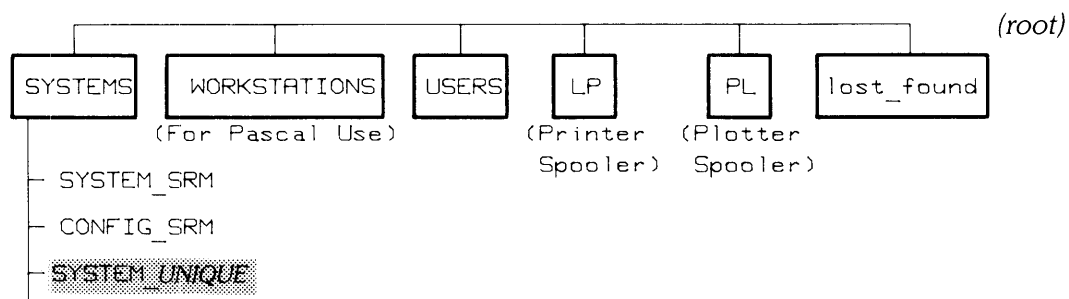 (root)
SYSTEMS WORKSTATIONS USERS LP PL lost_found
(For Pascal Use) (Printer Spooler) (Plotter Spooler)
SYSTEM_SRM
CONFIG_SRM
SYSTEM_UNIQUE